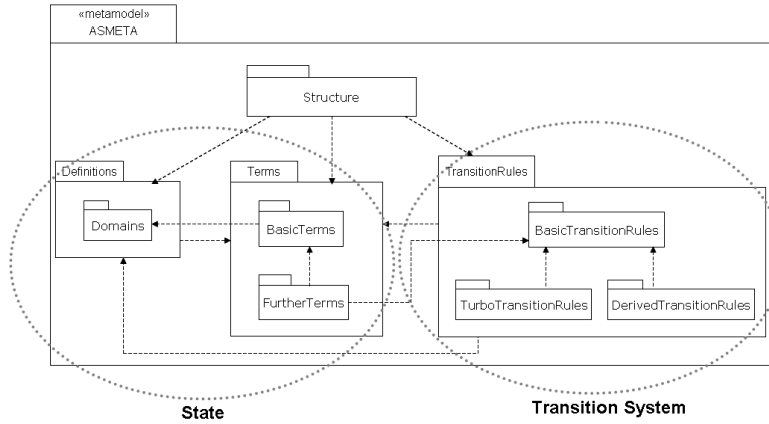 «metamodel»
ASMETA
Structure
Definitions
Terms
TransitionRules
Domains
BasicTerms
BasicTransitionRules
FurtherTerms
TurboTransitionRules
DerivedTransitionRules
State
Transition System